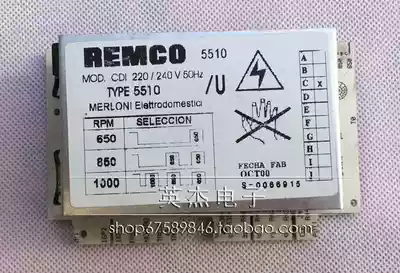 REMCO 5510
MOD. CDI 220/240 V 50Hz
TYPE 5510 /U
MERLONI Elettrodomestici
RPM SELECCION
650
850
1000
A
B
C x
D
E
F
G
H
I
J
FECHA FAB
OCT00
S-0066915
英杰电子
shop67589846.taobao.com